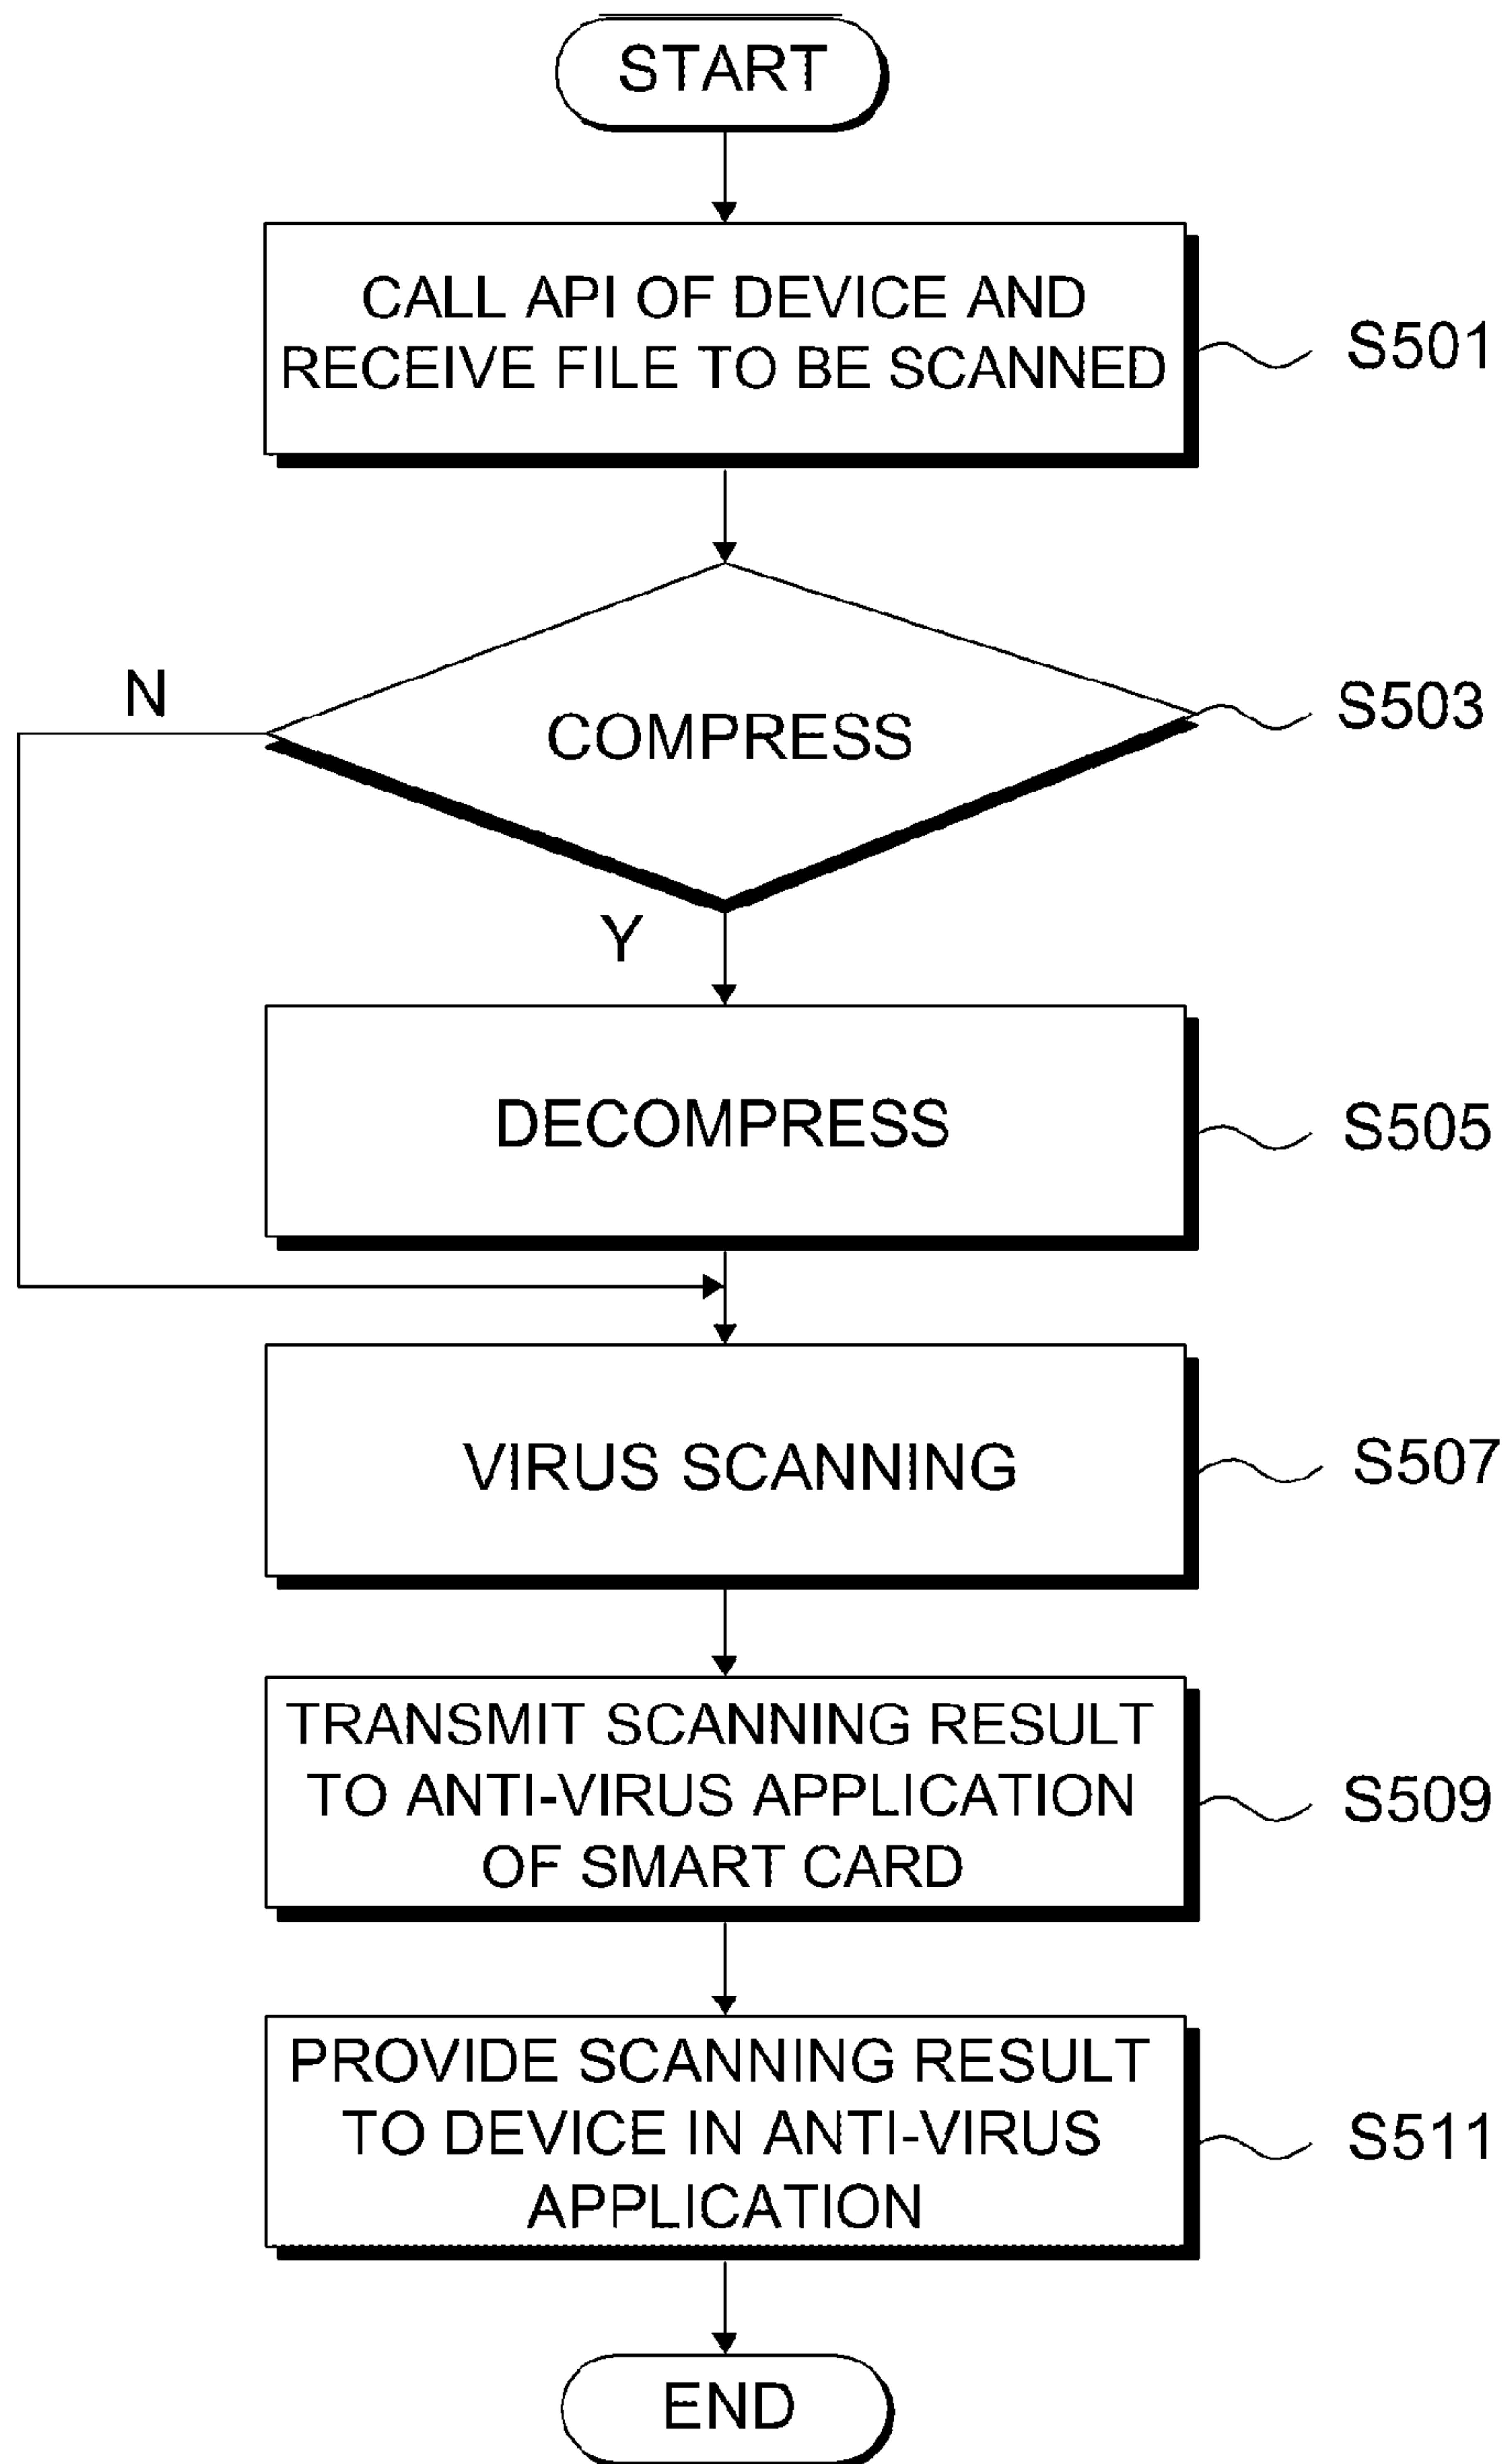 START
CALL API OF DEVICE AND
RECEIVE FILE TO BE SCANNED
S501
N
COMPRESS
S503
Y
DECOMPRESS
S505
VIRUS SCANNING
S507
TRANSMIT SCANNING RESULT
TO ANTI-VIRUS APPLICATION
OF SMART CARD
S509
PROVIDE SCANNING RESULT
TO DEVICE IN ANTI-VIRUS
APPLICATION
S511
END